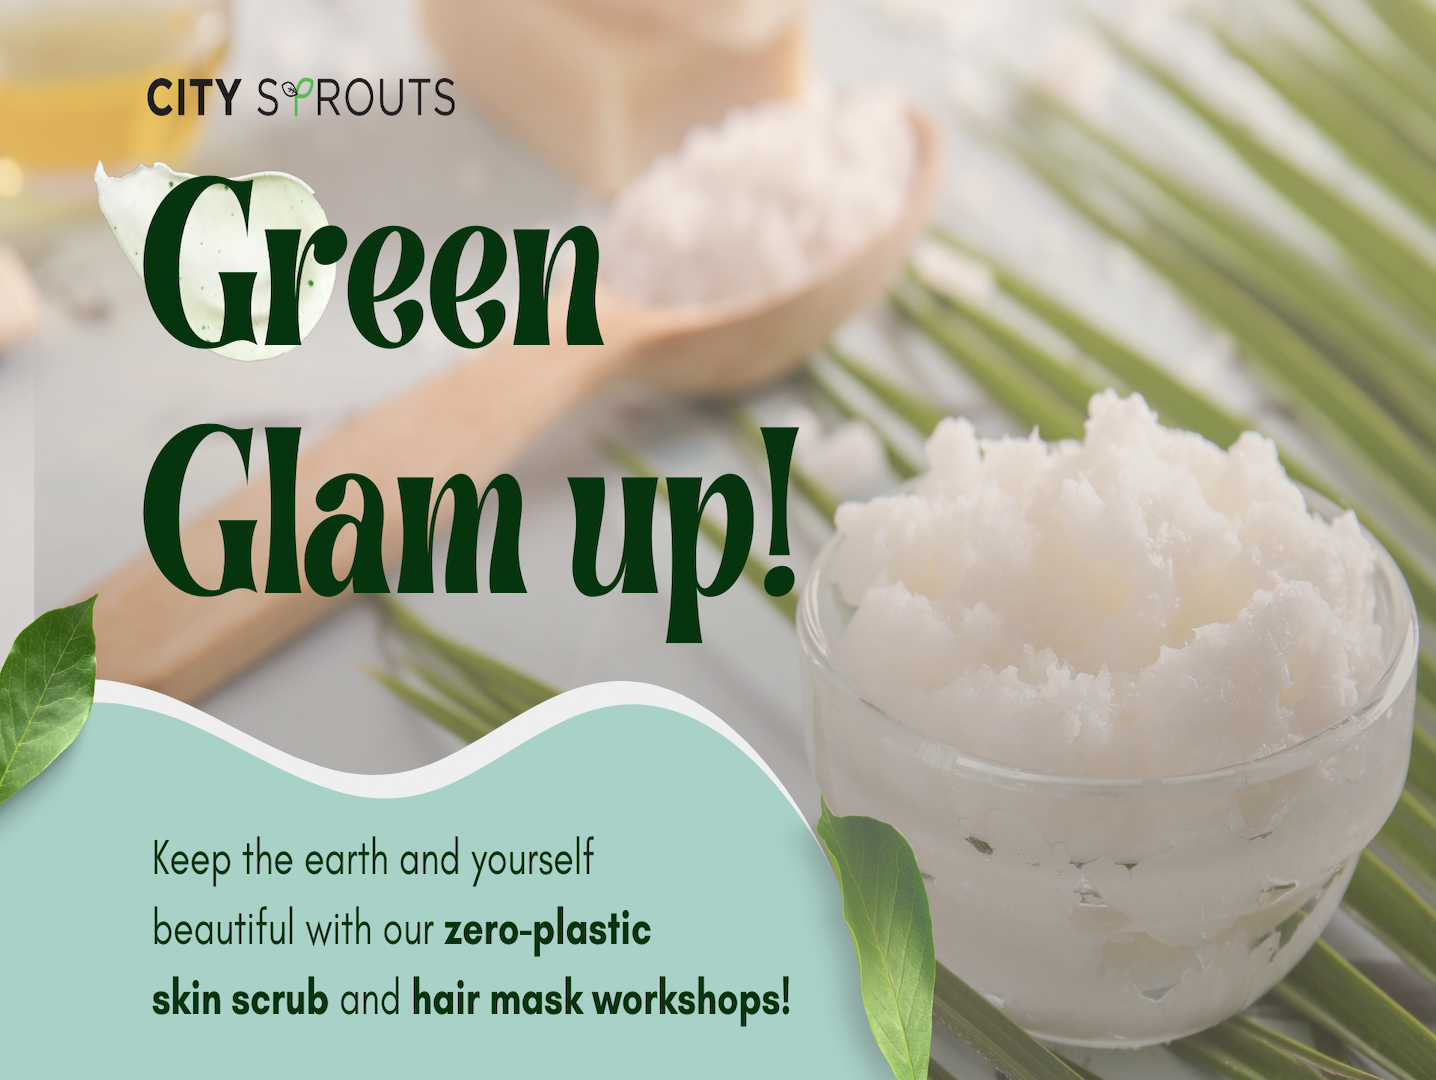 CITY SPROUTS
Green
Glam up!
Keep the earth and yourself
beautiful with our zero-plastic
skin scrub and hair mask workshops!